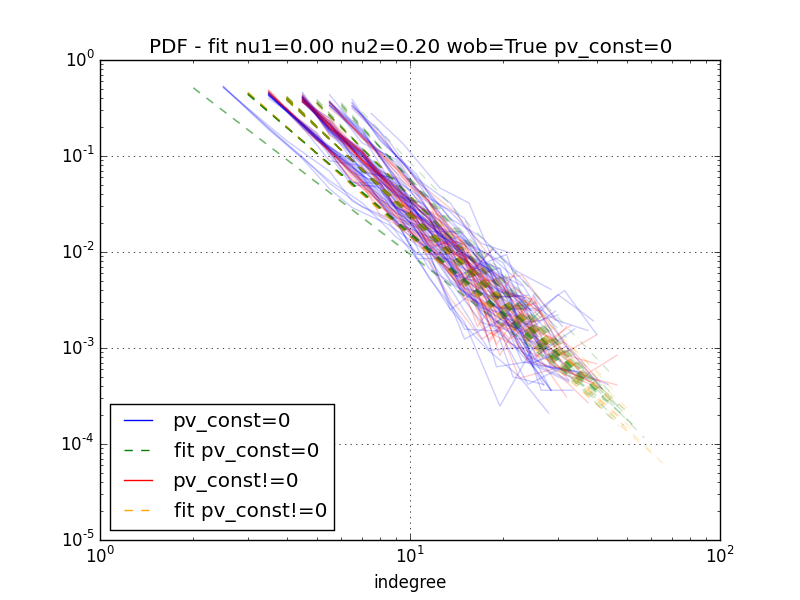 PDF - fit nu1=0.00 nu2=0.20 wob=True pv_const=0
10^0
10^-1
10^-2
10^-3
10^-4
10^-5
pv_const=0
fit pv_const=0
pv_const!=0
fit pv_const!=0
10^0 10^1 10^2
indegree